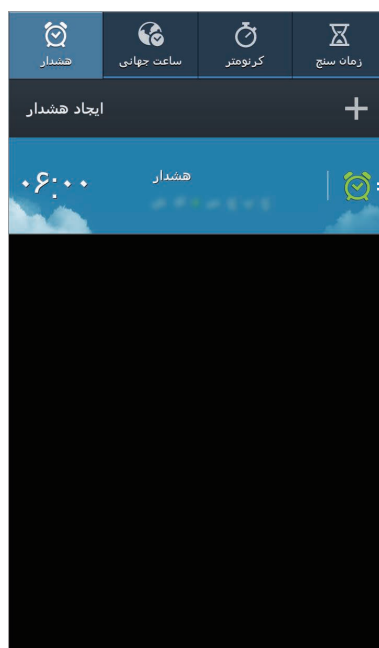 هشدار
ساعت جهانی
کرنومتر
زمان سنج
ایجاد هشدار
۰۶:۰۰
هشدار